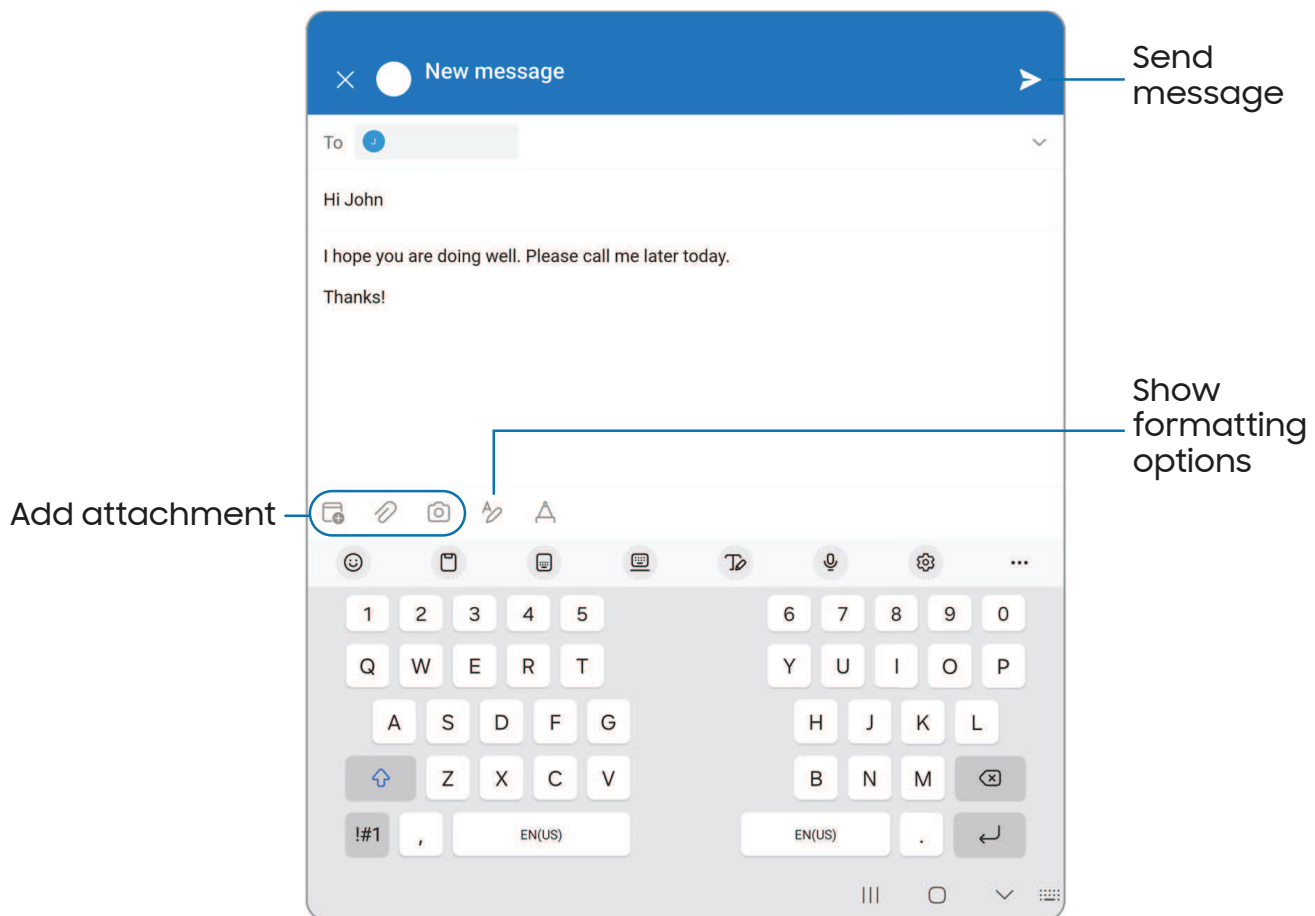 New message
Send
message
To J
Hi John
I hope you are doing well. Please call me later today.
Thanks!
Show
formatting
options
Add attachment
1 2 3 4 5 6 7 8 9 0
Q W E R T Y U I O P
A S D F G H J K L
Z X C V B N M
!#1 , EN(US) EN(US) .